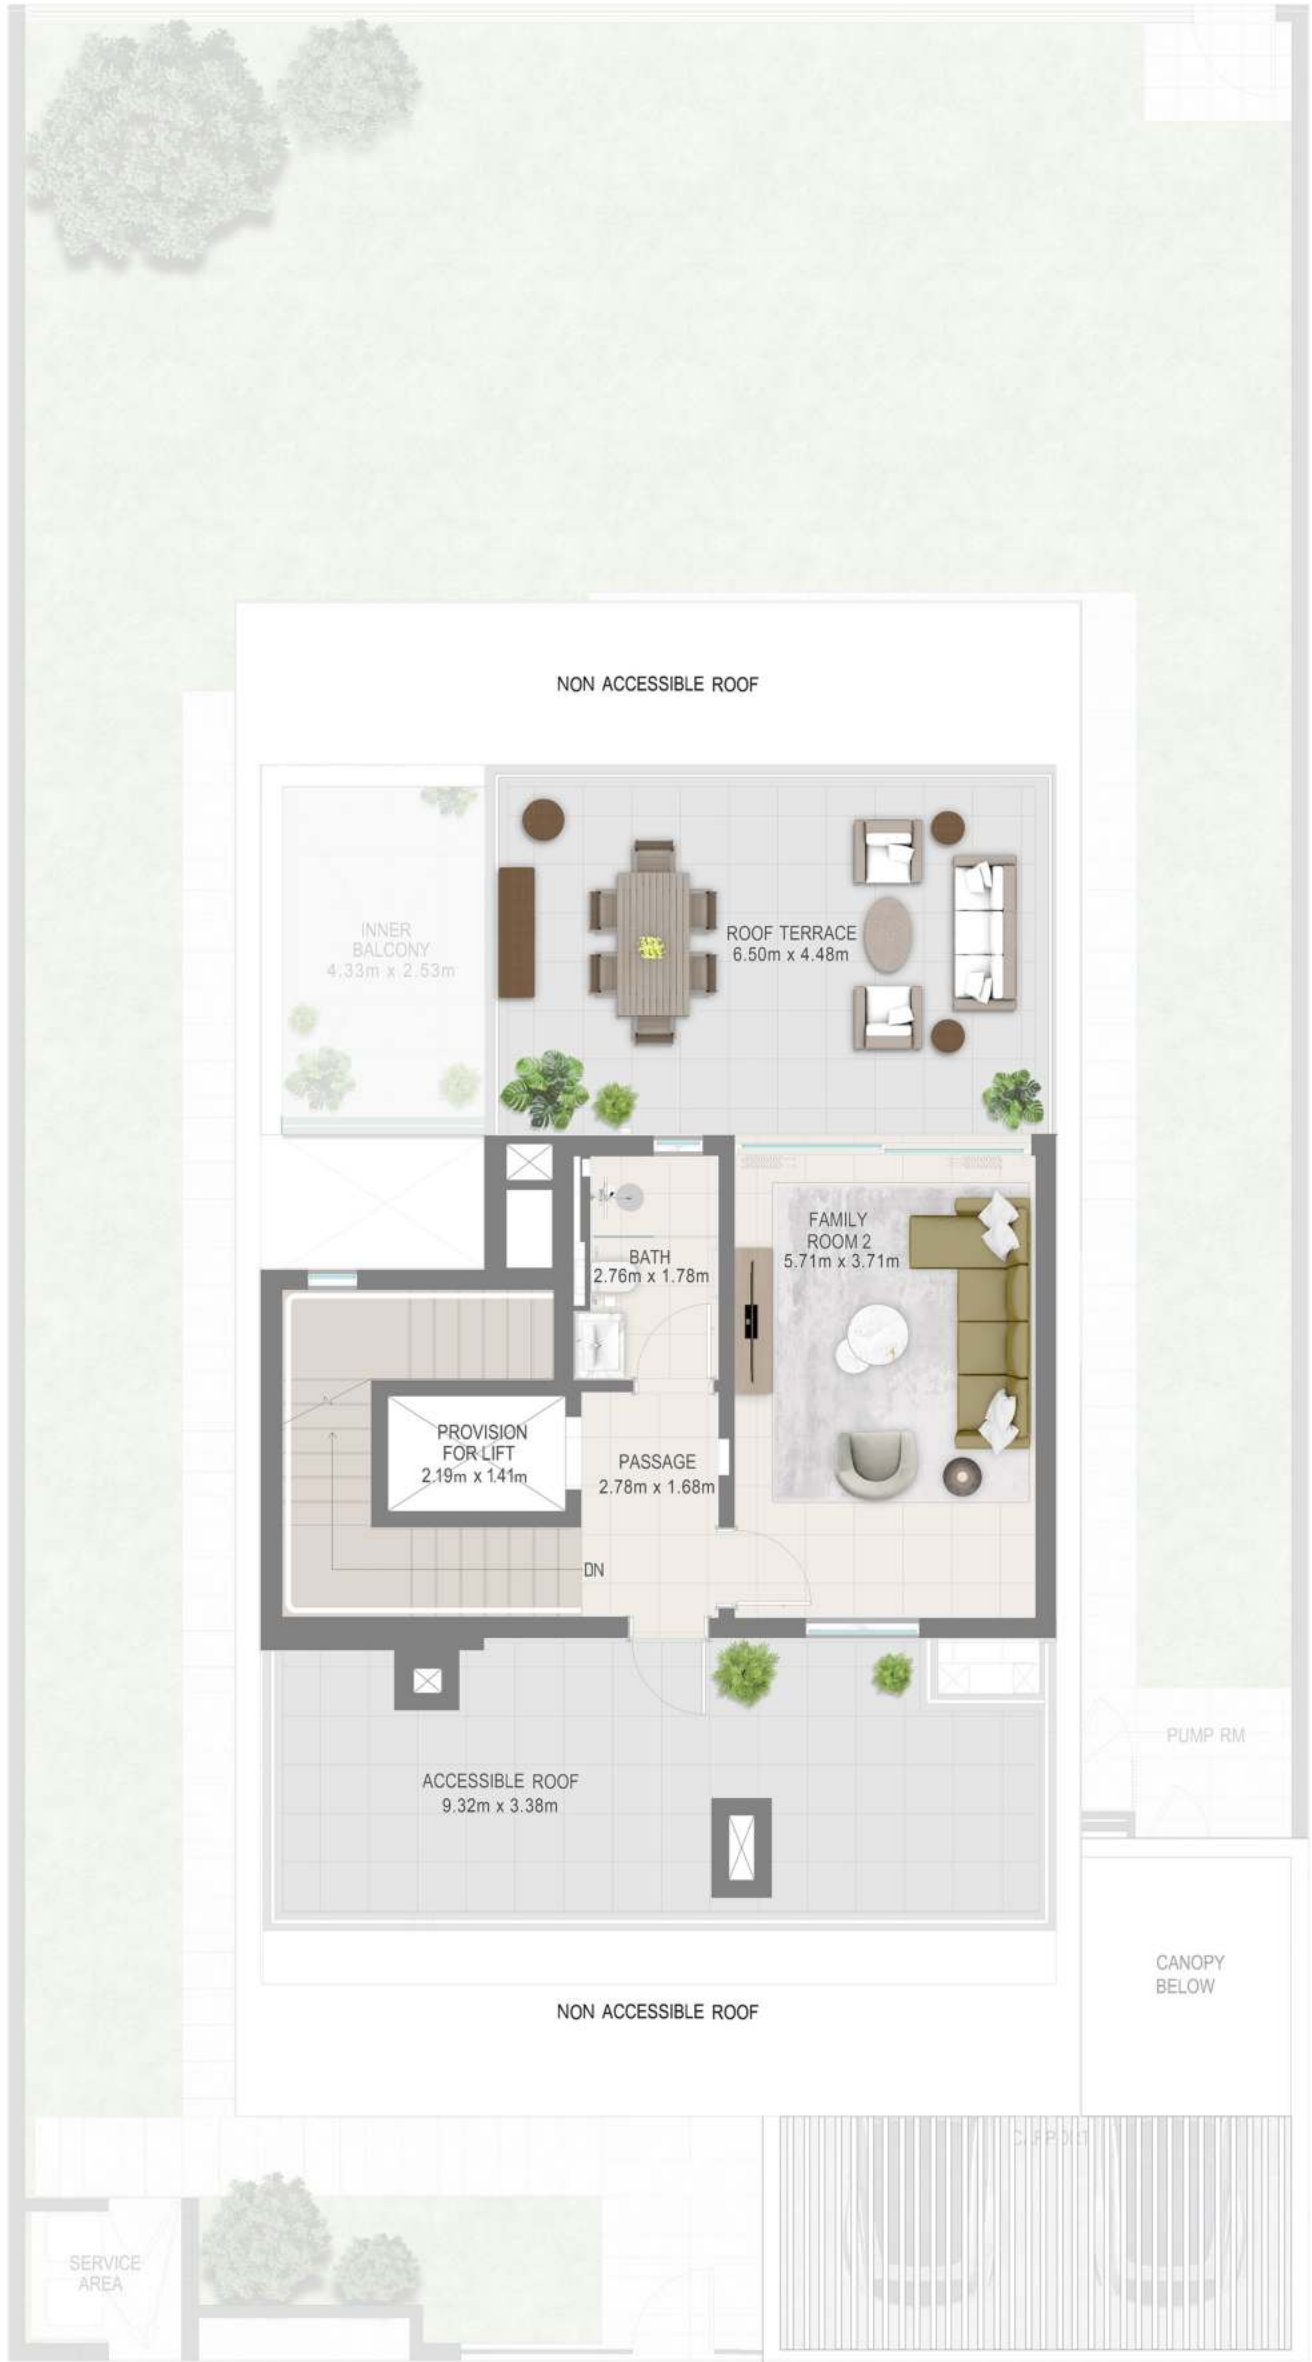 NON ACCESSIBLE ROOF
INNER
BALCONY
4.33m x 2.53m
ROOF TERRACE
6.50m x 4.48m
BATH
2.76m x 1.78m
FAMILY
ROOM 2
5.71m x 3.71m
PROVISION
FOR LIFT
2.19m x 1.41m
PASSAGE
2.78m x 1.68m
DN
PUMP RM
ACCESSIBLE ROOF
9.32m x 3.38m
CANOPY
BELOW
NON ACCESSIBLE ROOF
CARPORT
SERVICE
AREA